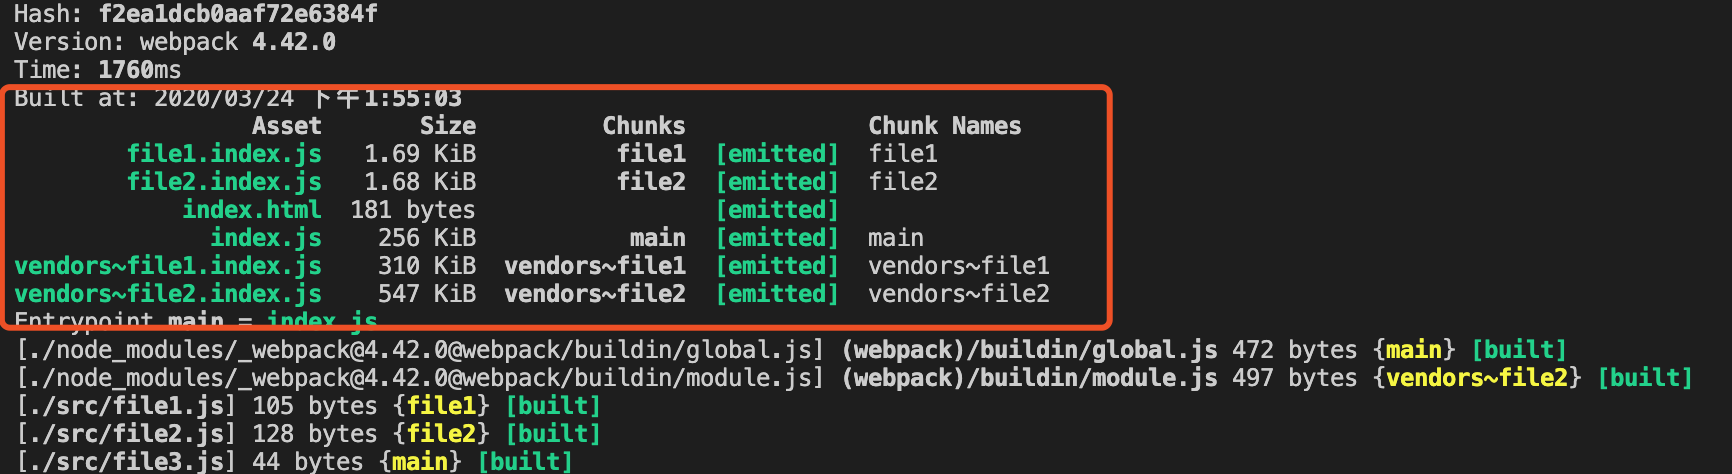 Hash: f2ea1dcb0aaf72e6384f
Version: webpack 4.42.0
Time: 1760ms
Built at: 2020/03/24 下午1:55:03
Asset Size Chunks Chunk Names
file1.index.js 1.69 KiB file1 [emitted] file1
file2.index.js 1.68 KiB file2 [emitted] file2
index.html 181 bytes [emitted]
index.js 256 KiB main [emitted] main
vendors~file1.index.js 310 KiB vendors~file1 [emitted] vendors~file1
vendors~file2.index.js 547 KiB vendors~file2 [emitted] vendors~file2
Entrypoint main = index.js
[./node_modules/_webpack@4.42.0@webpack/buildin/global.js] (webpack)/buildin/global.js 472 bytes {main} [built]
[./node_modules/_webpack@4.42.0@webpack/buildin/module.js] (webpack)/buildin/module.js 497 bytes {vendors~file2} [built]
[./src/file1.js] 105 bytes {file1} [built]
[./src/file2.js] 128 bytes {file2} [built]
[./src/file3.js] 44 bytes {main} [built]